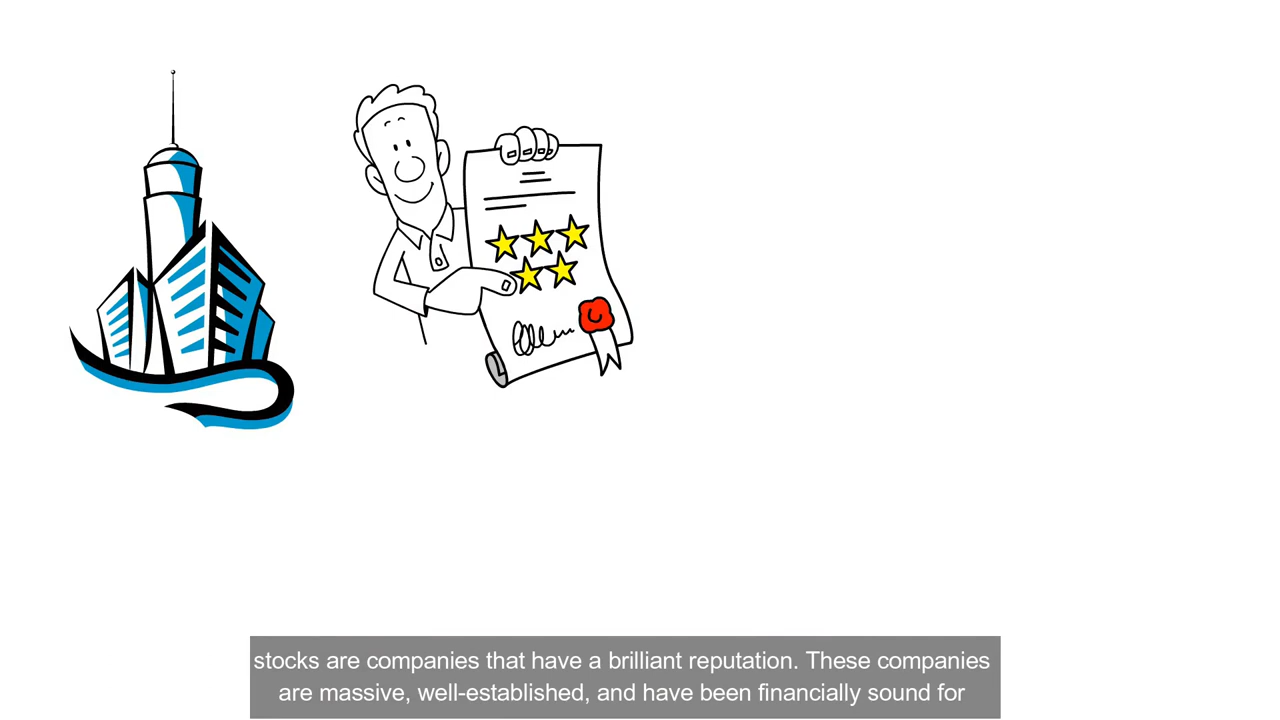 stocks are companies that have a brilliant reputation. These companies
are massive, well-established, and have been financially sound for